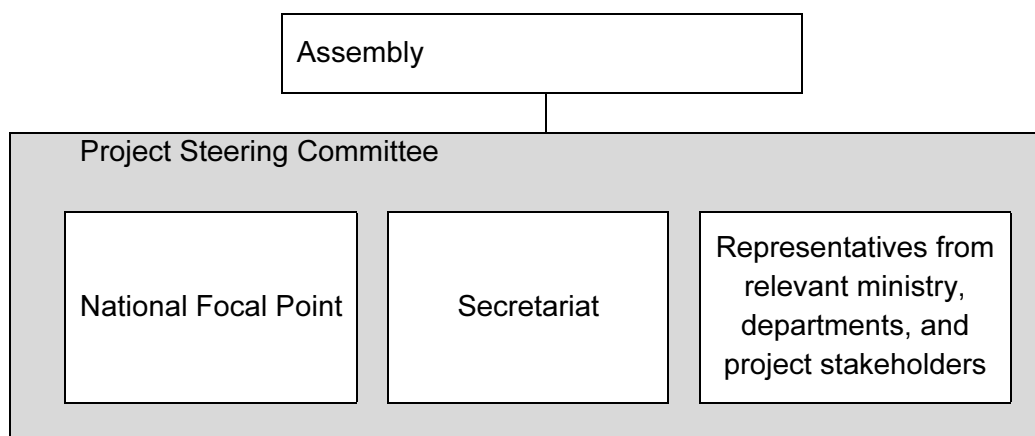 Assembly
Project Steering Committee
National Focal Point
Secretariat
Representatives from
relevant ministry,
departments, and
project stakeholders